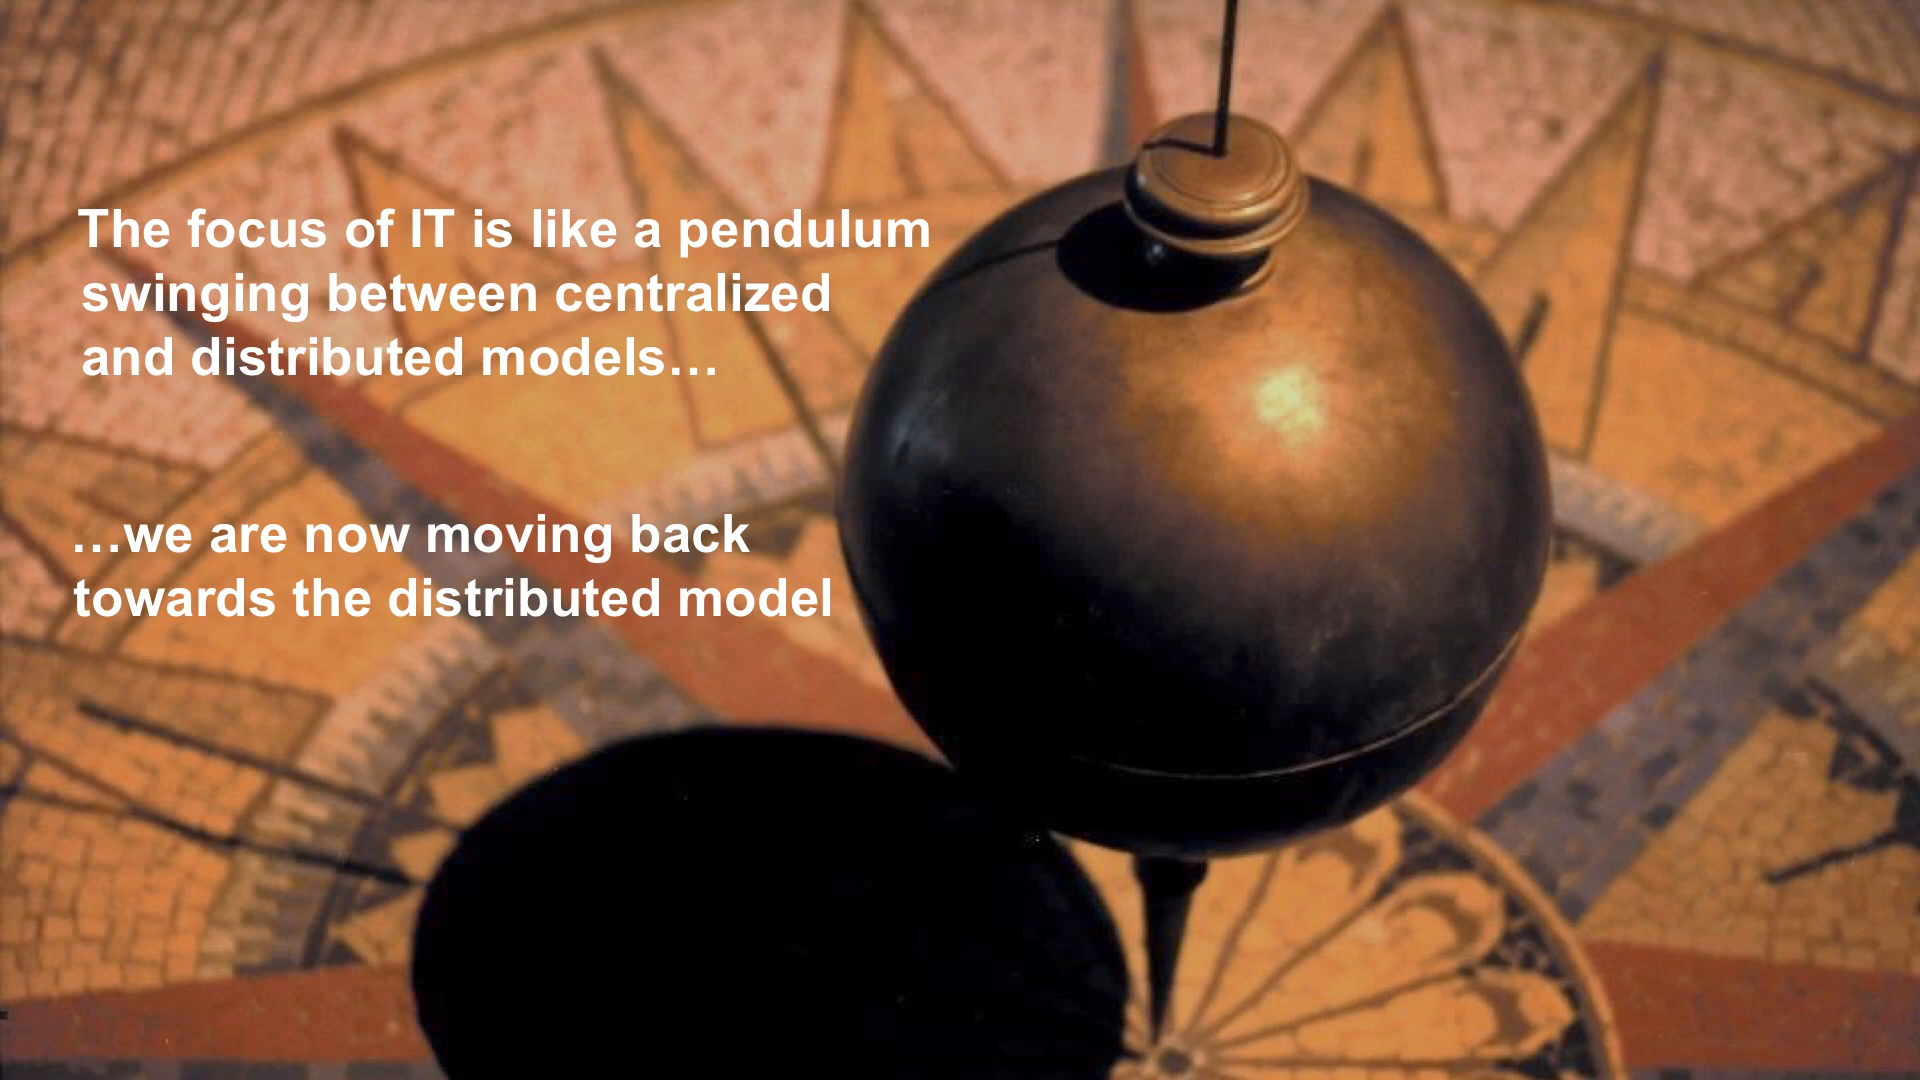 The focus of IT is like a pendulum
swinging between centralized
and distributed models…
…we are now moving back
towards the distributed model